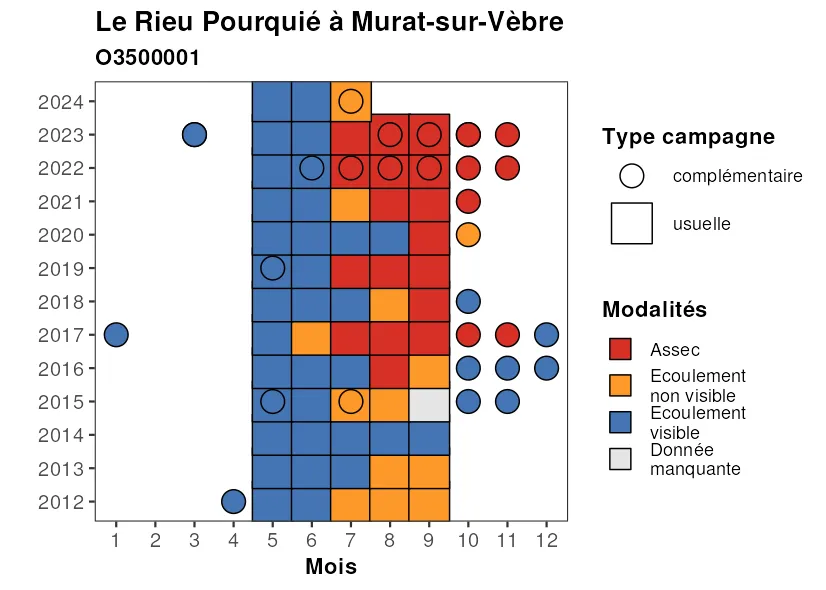 Le Rieu Pourquié à Murat-sur-Vèbre
O3500001
2024
2023
2022
2021
2020
2019
2018
2017
2016
2015
2014
2013
2012
1 2 3 4 5 6 7 8 9 10 11 12
Mois
Type campagne
complémentaire
usuelle
Modalités
Assec
Ecoulement
non visible
Ecoulement
visible
Donnée
manquante